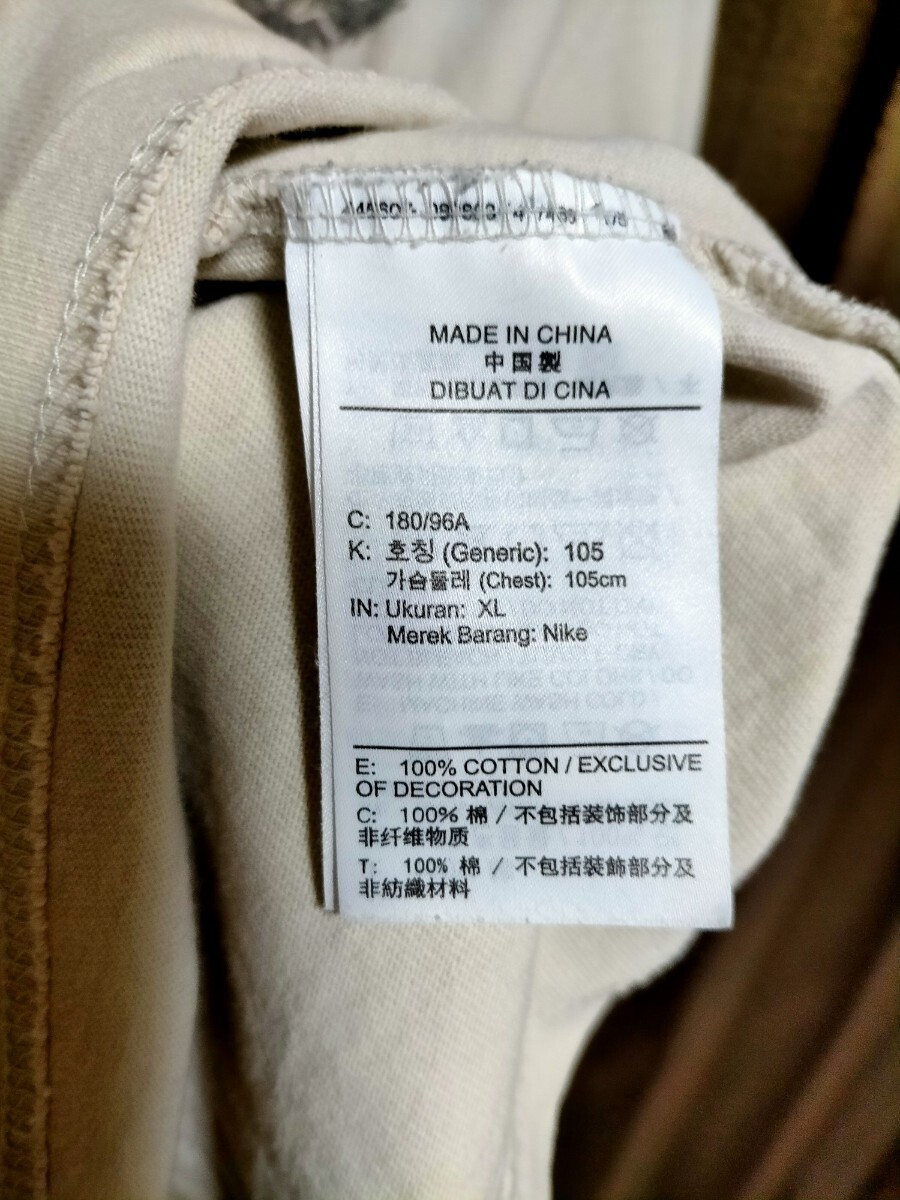 MADE IN CHINA
中国製
DIBUAT DI CINA
C: 180/96A
K: 호칭 (Generic): 105
가슴둘레 (Chest): 105cm
IN: Ukuran: XL
Merek Barang: Nike
E: 100% COTTON / EXCLUSIVE
OF DECORATION
C: 100% 棉 / 不包括装饰部分及
非纤维物质
T: 100% 棉 / 不包括裝飾部分及
非紡織材料